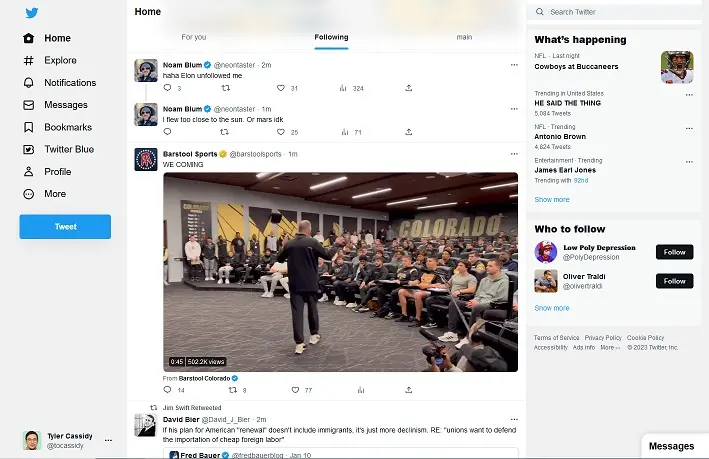 Home
Explore
Notifications
Messages
Bookmarks
Twitter Blue
Profile
More
Tweet
Tyler Cassidy
@tocassidy
Home
For you
Following
main
Noam Blum @neontaster · 2m
haha Elon unfollowed me
3 31 324
Noam Blum @neontaster · 1m
I flew too close to the sun. Or mars idk
25 71
Barstool Sports @barstoolsports · 1m
WE COMING
COLORADO
0:45 502.2K views
From Barstool Colorado
14 8 77
Jim Swift Retweeted
David Bier @David_J_Bier · 2m
If his plan for American "renewal" doesn't include immigrants, it's just more declinism. RE: "unions want to defend
the importation of cheap foreign labor"
Fred Bauer @fredbauerblog · Jan 10
Search Twitter
What's happening
NFL · Last night
Cowboys at Buccaneers
Trending in United States
HE SAID THE THING
5,084 Tweets
NFL · Trending
Antonio Brown
4,824 Tweets
Entertainment · Trending
James Earl Jones
Trending with 92nd
Show more
Who to follow
Low Poly Depression
@PolyDepression
Follow
Oliver Traldi
@olivertraldi
Follow
Show more
Terms of Service Privacy Policy Cookie Policy
Accessibility Ads info More ··· © 2023 Twitter, Inc.
Messages